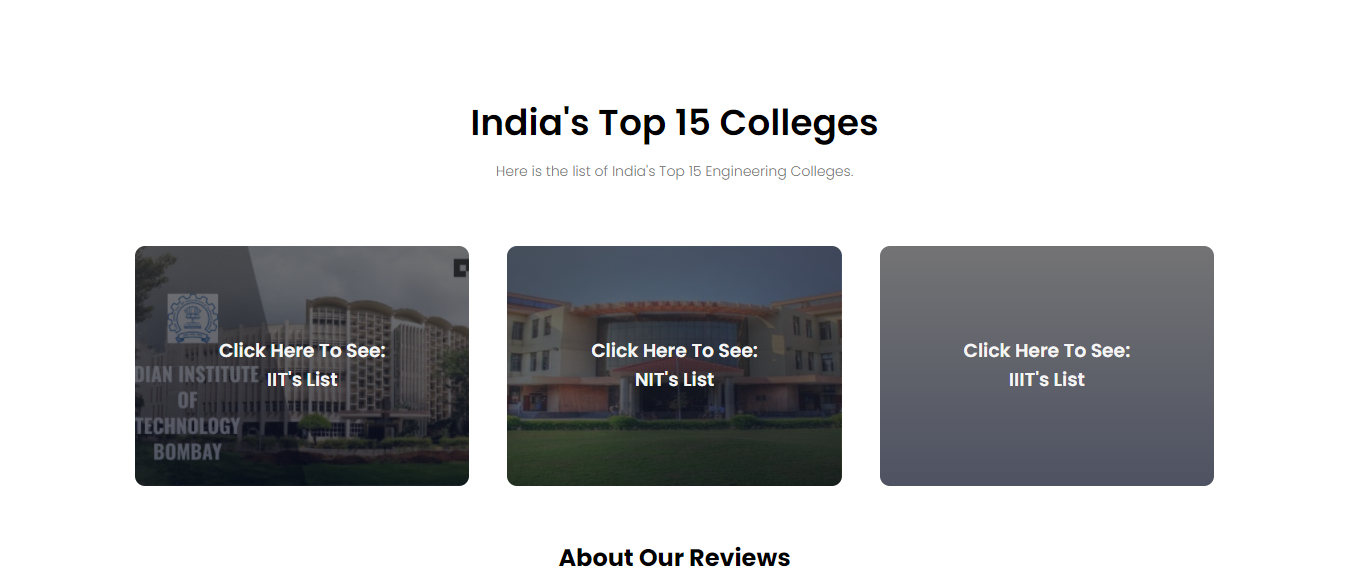 India's Top 15 Colleges
Here is the list of India's Top 15 Engineering Colleges.
Click Here To See:
IIT's List
DIAN INSTITUTE
OF
TECHNOLOGY
BOMBAY
Click Here To See:
NIT's List
Click Here To See:
IIIT's List
About Our Reviews